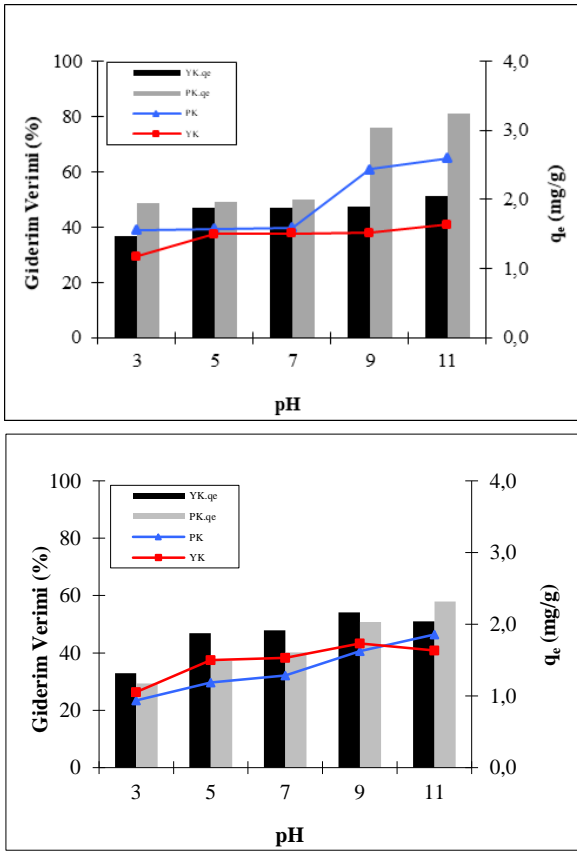 100
80
60
40
20
0
Giderim Verimi (%)
YK.qe
PK.qe
PK
YK
4,0
3,0
2,0
1,0
0,0
qₑ (mg/g)
3 5 7 9 11
pH
100
80
60
40
20
0
Giderim Verimi (%)
YK.qe
PK.qe
PK
YK
4,0
3,0
2,0
1,0
0,0
qₑ (mg/g)
3 5 7 9 11
pH